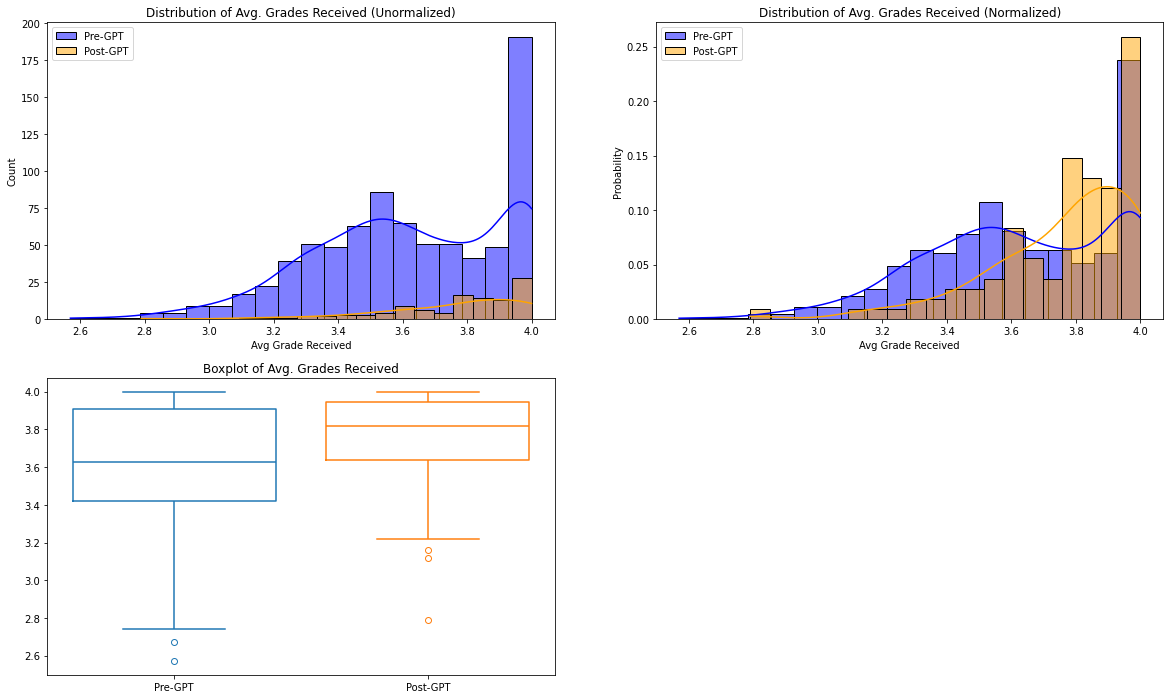 Distribution of Avg. Grades Received (Unormalized)
Pre-GPT
Post-GPT
Count
200
175
150
125
100
75
50
25
0
2.6 2.8 3.0 3.2 3.4 3.6 3.8 4.0
Avg Grade Received
Distribution of Avg. Grades Received (Normalized)
Pre-GPT
Post-GPT
Probability
0.25
0.20
0.15
0.10
0.05
0.00
2.6 2.8 3.0 3.2 3.4 3.6 3.8 4.0
Avg Grade Received
Boxplot of Avg. Grades Received
4.0
3.8
3.6
3.4
3.2
3.0
2.8
2.6
Pre-GPT Post-GPT